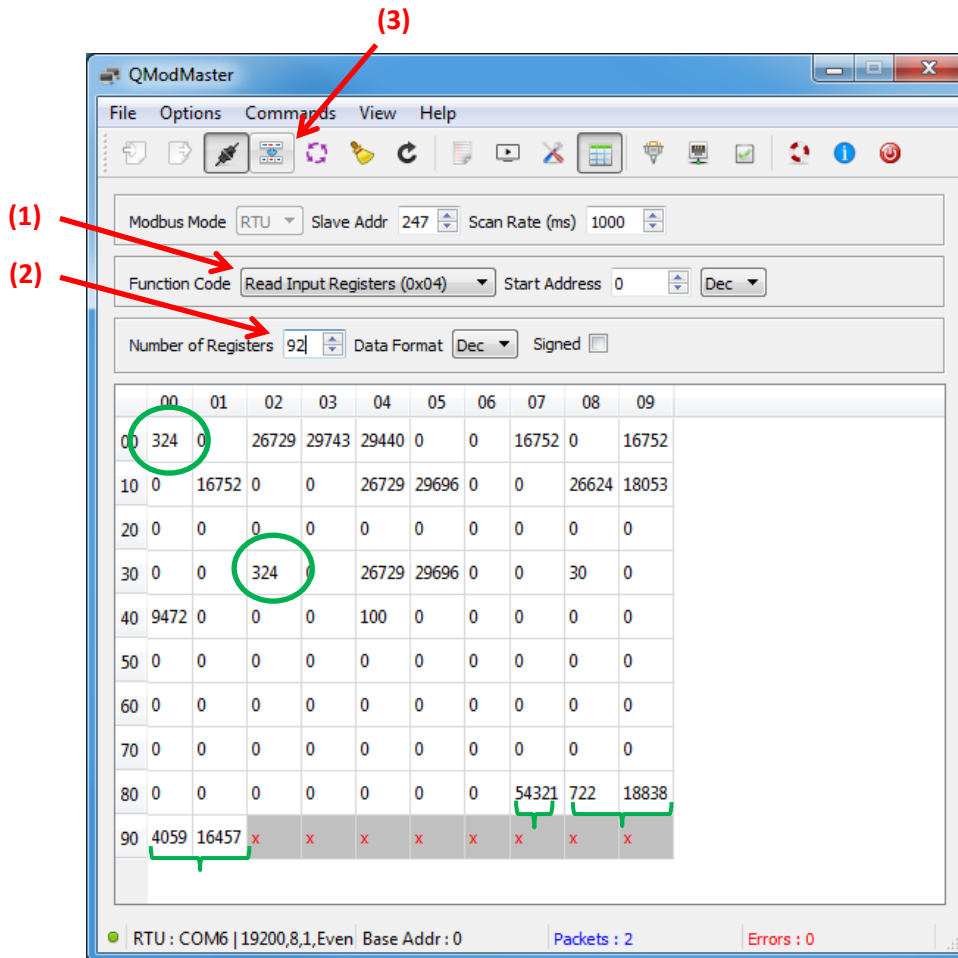 (3)
QModMaster
File Options Commands View Help
(1)
Modbus Mode RTU Slave Addr 247 Scan Rate (ms) 1000
(2)
Function Code Read Input Registers (0x04) Start Address 0 Dec
Number of Registers 92 Data Format Dec Signed
00 01 02 03 04 05 06 07 08 09
00 324 0 26729 29743 29440 0 0 16752 0 16752
10 0 16752 0 0 26729 29696 0 0 26624 18053
20 0 0 0 0 0 0 0 0 0 0
30 0 0 324 0 26729 29696 0 0 30 0
40 9472 0 0 0 100 0 0 0 0 0
50 0 0 0 0 0 0 0 0 0 0
60 0 0 0 0 0 0 0 0 0 0
70 0 0 0 0 0 0 0 0 0 0
80 0 0 0 0 0 0 0 54321 722 18838
90 4059 16457 x x x x x x x x
RTU : COM6 | 19200,8,1,Even Base Addr : 0 Packets : 2 Errors : 0